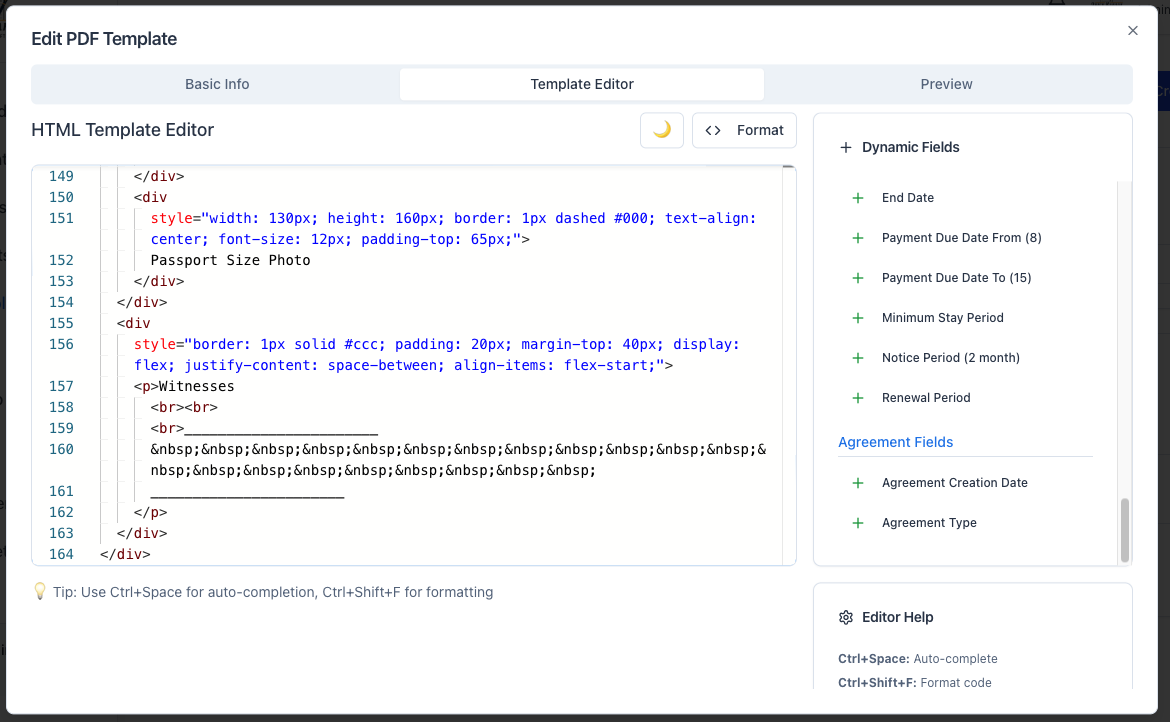 Edit PDF Template
Basic Info
Template Editor
Preview
HTML Template Editor
Format
149 </div>
150 <div
151 style="width: 130px; height: 160px; border: 1px dashed #000; text-align:
center; font-size: 12px; padding-top: 65px;">
152 Passport Size Photo
153 </div>
154 </div>
155 <div
156 style="border: 1px solid #ccc; padding: 20px; margin-top: 40px; display:
flex; justify-content: space-between; align-items: flex-start;">
157 <p>Witnesses
158 <br><br>
159 <br>_______________________
160 &nbsp;&nbsp;&nbsp;&nbsp;&nbsp;&nbsp;&nbsp;&nbsp;&nbsp;&nbsp;&nbsp;&nbsp;&
nbsp;&nbsp;&nbsp;&nbsp;&nbsp;&nbsp;&nbsp;&nbsp;&nbsp;
161 _______________________
162 </p>
163 </div>
164 </div>
Tip: Use Ctrl+Space for auto-completion, Ctrl+Shift+F for formatting
Dynamic Fields
End Date
Payment Due Date From (8)
Payment Due Date To (15)
Minimum Stay Period
Notice Period (2 month)
Renewal Period
Agreement Fields
Agreement Creation Date
Agreement Type
Editor Help
Ctrl+Space: Auto-complete
Ctrl+Shift+F: Format code